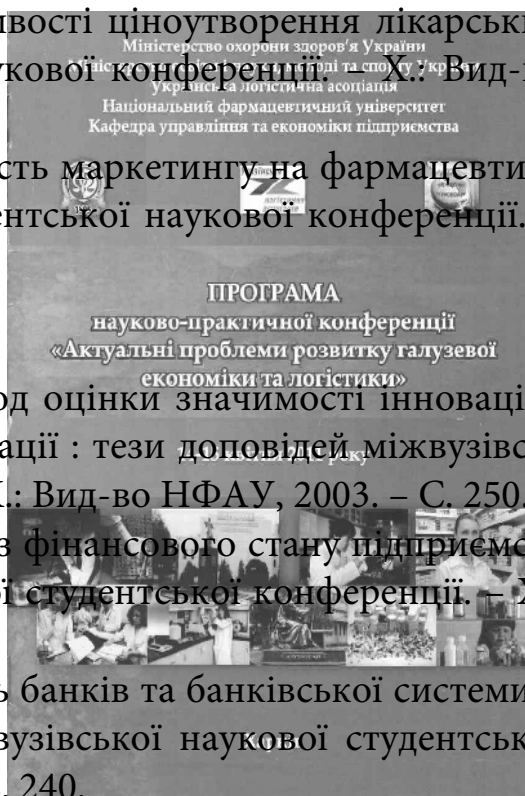 ивості ціноутворення лікарські
Міністерство охорони здоров'я України
укової конференції. – Х.: Вид-в
Українська логістична асоціація
Національний фармацевтичний університет
Кафедра управління та економіки підприємства
сть маркетингу на фармацевти
ентської наукової конференції.
ПРОГРАМА
науково-практичної конференції
«Актуальні проблеми розвитку галузевої
економіки та логістики»
од оцінки значимості інноваці
ації : тези доповідей міжвузівс
Х.: Вид-во НФАУ, 2003. – С. 250.
з фінансового стану підприємс
ї студентської конференції. – Х
ь банків та банківської системи
вузівської наукової студентськ
. 240.